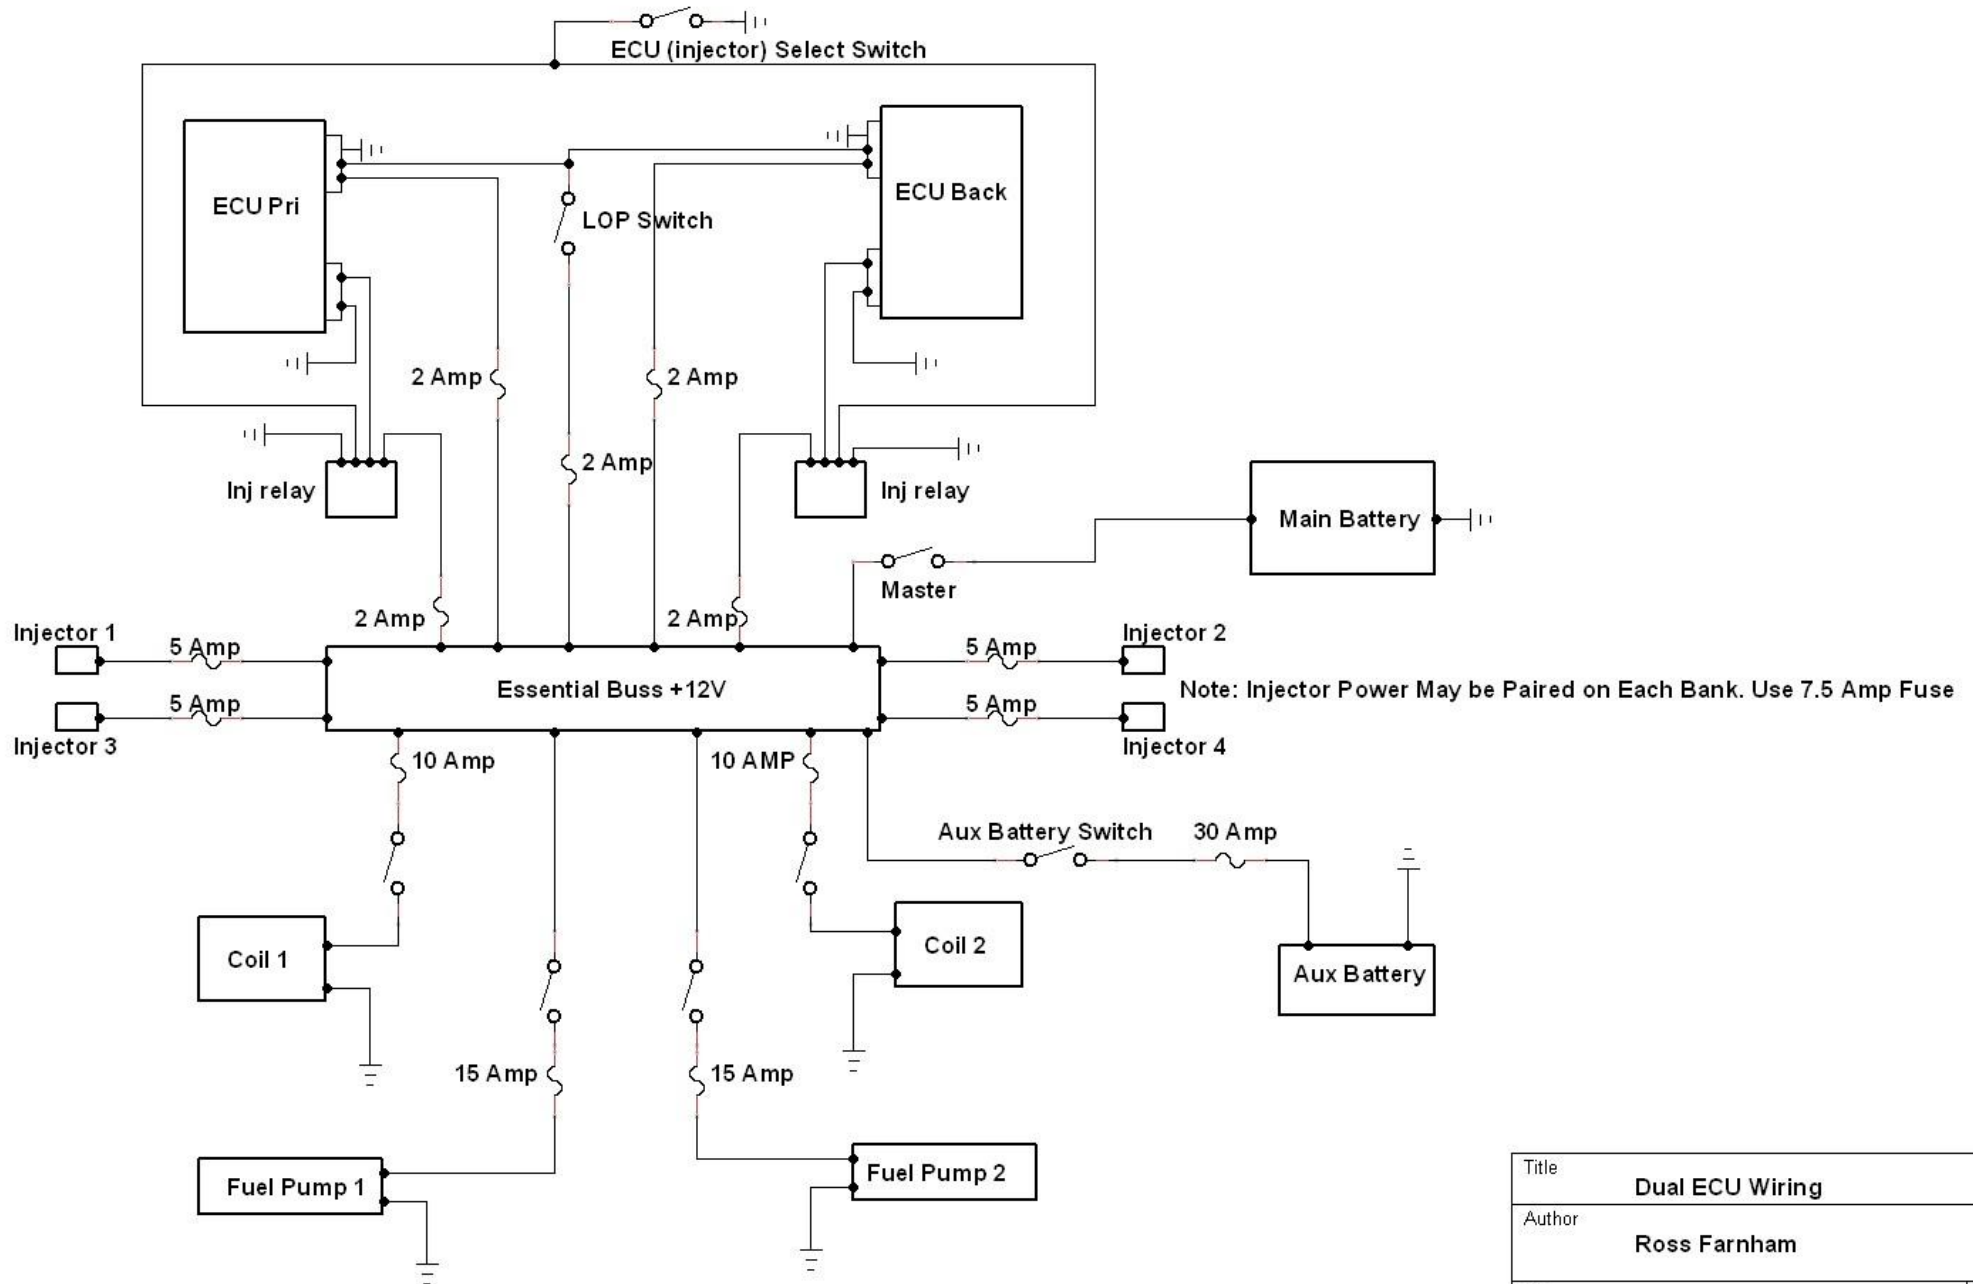 ECU (injector) Select Switch
ECU Pri
ECU Back
LOP Switch
2 Amp
2 Amp
2 Amp
Inj relay
Inj relay
Main Battery
Master
2 Amp
2 Amp
Injector 1
5 Amp
5 Amp
Injector 2
Essential Buss +12V
Note: Injector Power May be Paired on Each Bank. Use 7.5 Amp Fuse
5 Amp
5 Amp
Injector 3
Injector 4
10 Amp
10 AMP
Aux Battery Switch
30 Amp
Coil 1
Coil 2
Aux Battery
15 Amp
15 Amp
Fuel Pump 1
Fuel Pump 2
Title
Dual ECU Wiring
Author
Ross Farnham